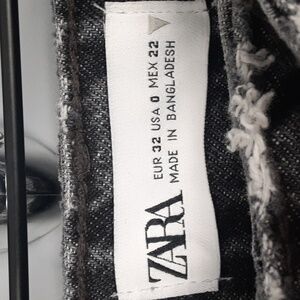 ZARA
EUR 32 USA 0 MEX 22
MADE IN BANGLADESH